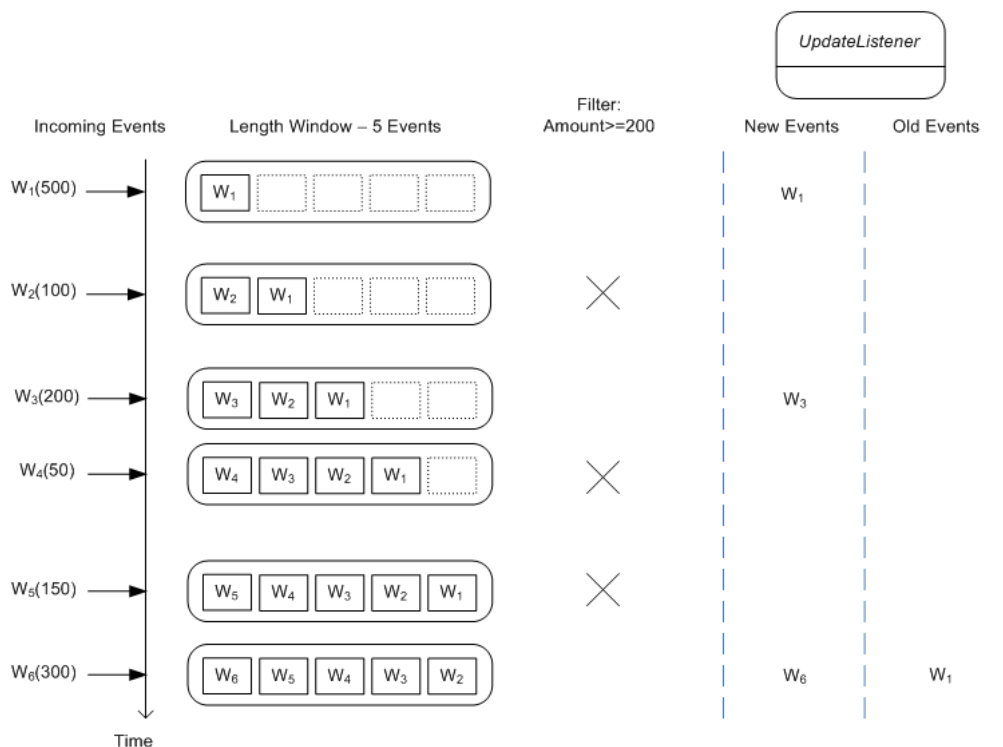 UpdateListener
Filter:
Incoming Events Length Window – 5 Events Amount>=200 New Events Old Events
W₁(500) W₁ W₁
W₂(100) W₂ W₁
W₃(200) W₃ W₂ W₁ W₃
W₄(50) W₄ W₃ W₂ W₁
W₅(150) W₅ W₄ W₃ W₂ W₁
W₆(300) W₆ W₅ W₄ W₃ W₂ W₆ W₁
Time